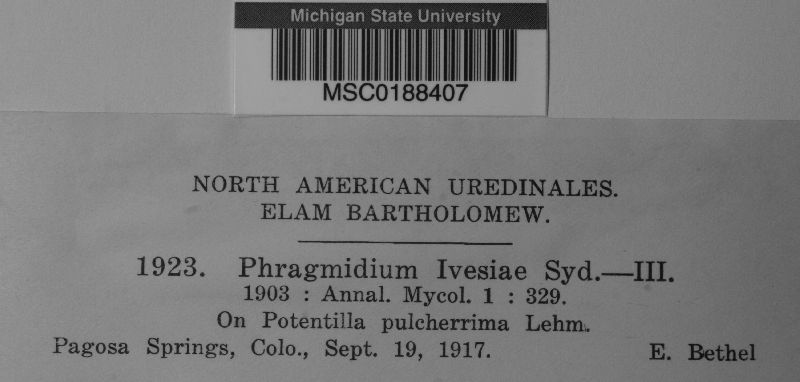 Michigan State University
MSC0188407
NORTH AMERICAN UREDINALES.
ELAM BARTHOLOMEW.
1923. Phragmidium Ivesiae Syd.—III.
1903 : Annal. Mycol. 1 : 329.
On Potentilla pulcherrima Lehm.
Pagosa Springs, Colo., Sept. 19, 1917. E. Bethel